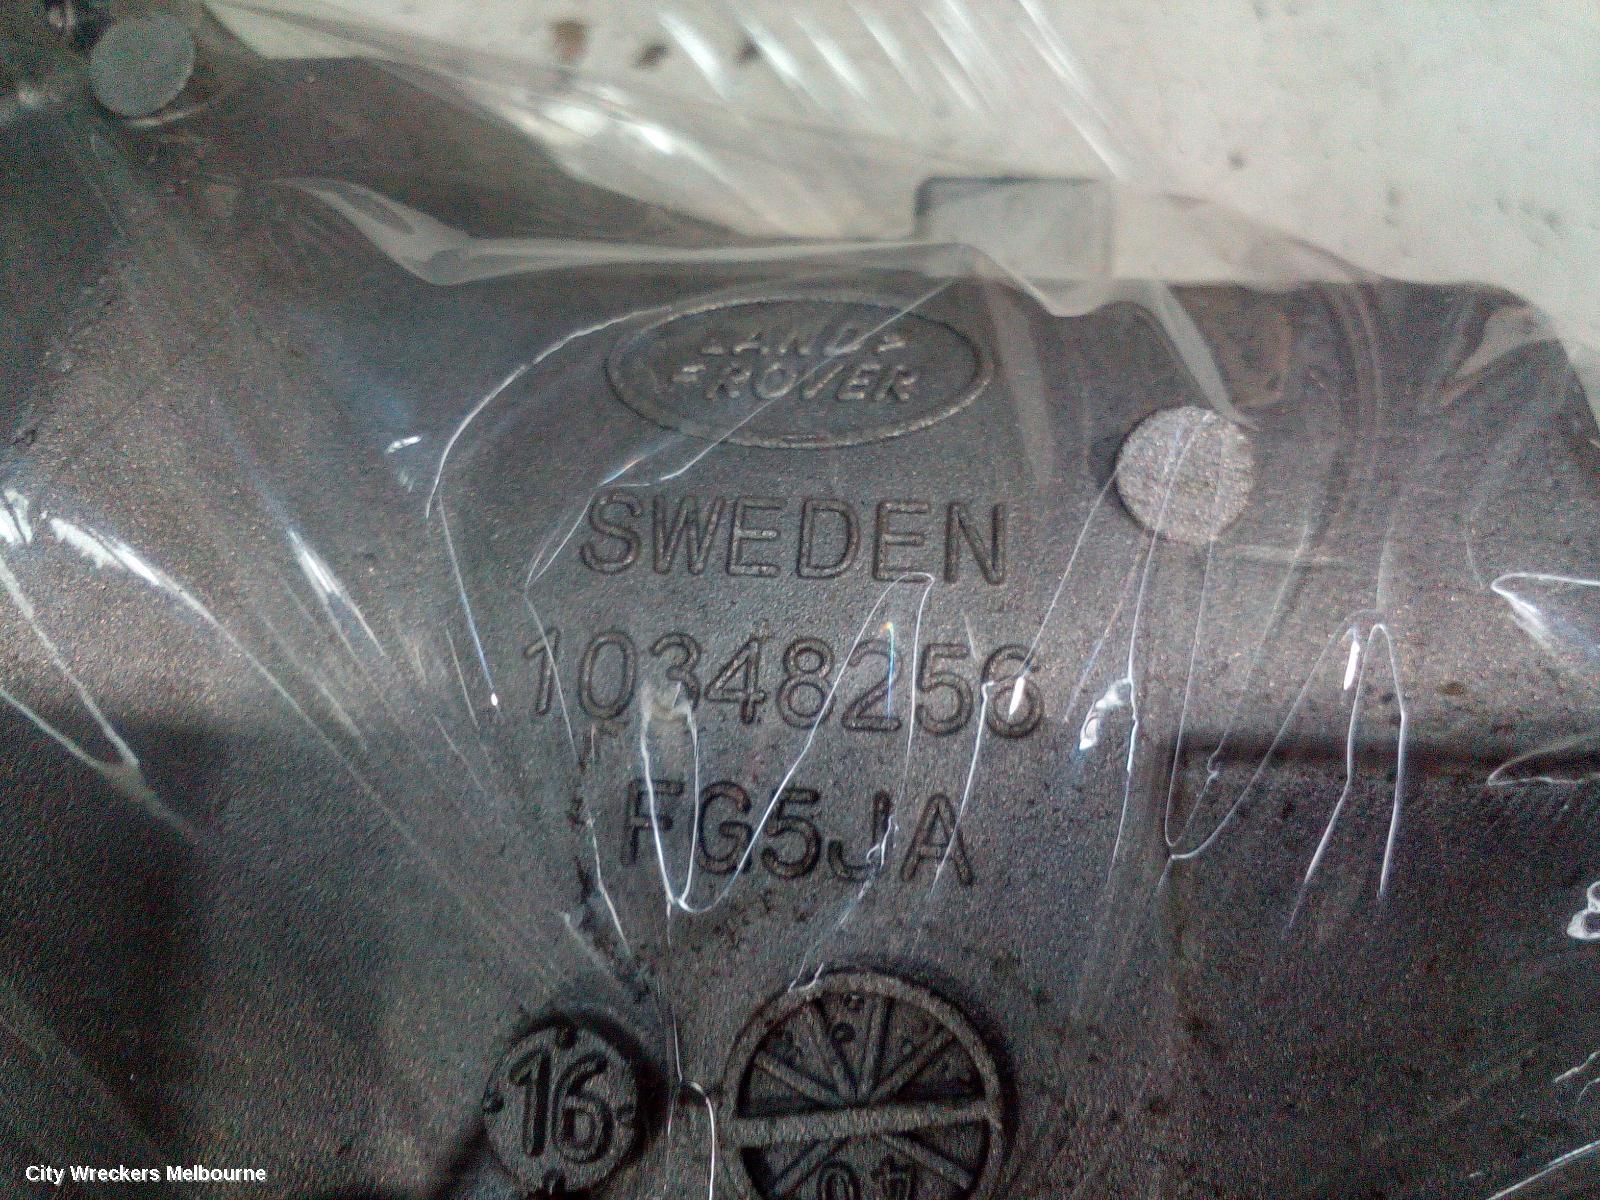 LAND
ROVER
SWEDEN
10348256
FG5JA
16
City Wreckers Melbourne